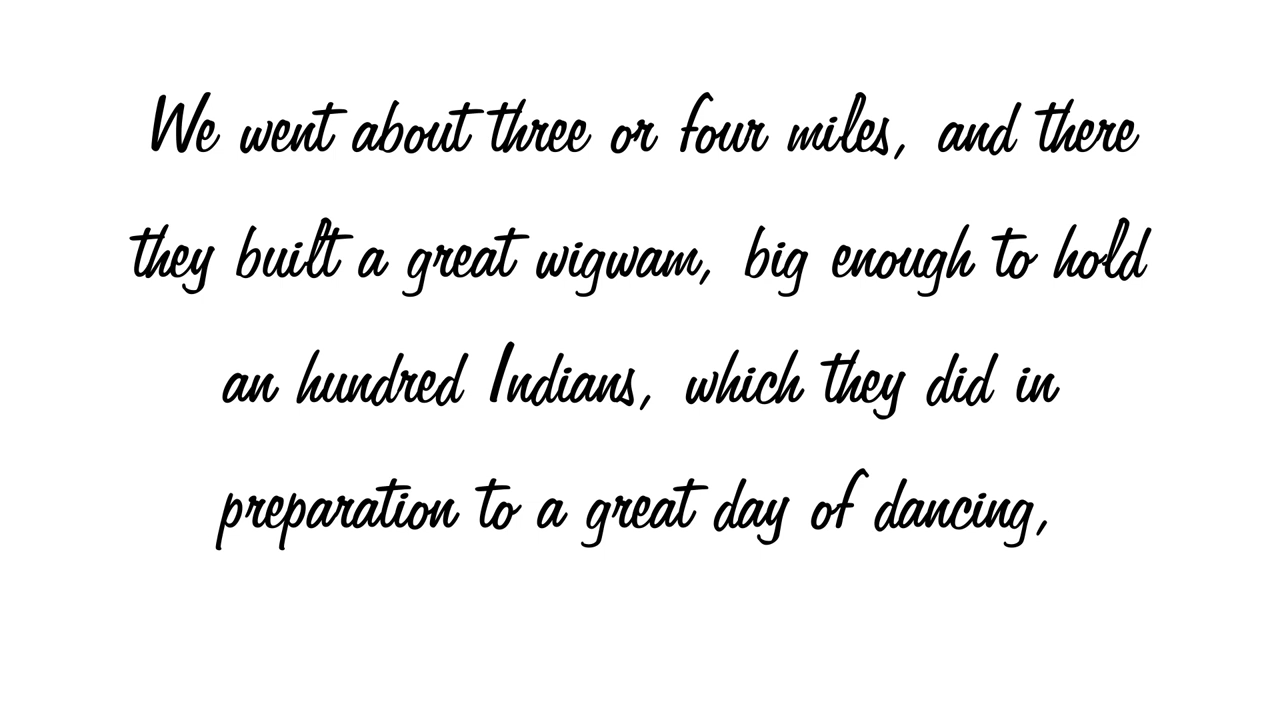 We went about three or four miles, and there
they built a great wigwam, big enough to hold
an hundred Indians, which they did in
preparation to a great day of dancing,